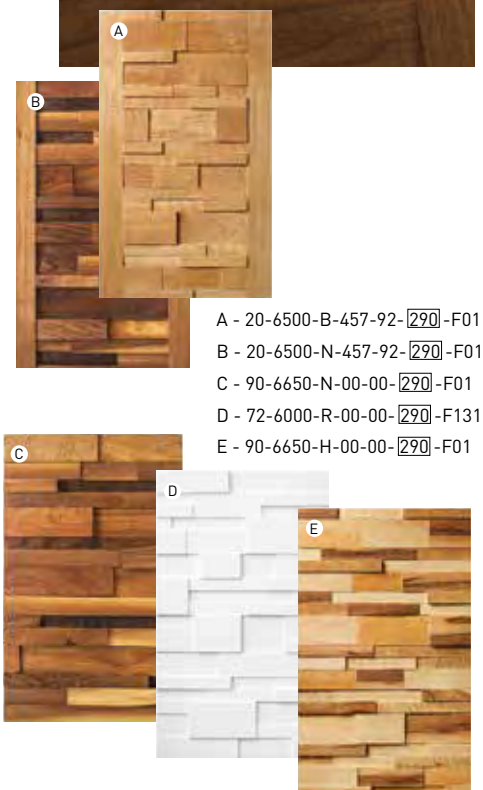 A
B
A - 20-6500-B-457-92-290-F01
B - 20-6500-N-457-92-290-F01
C - 90-6650-N-00-00-290-F01
D - 72-6000-R-00-00-290-F131
E - 90-6650-H-00-00-290-F01
C
D
E